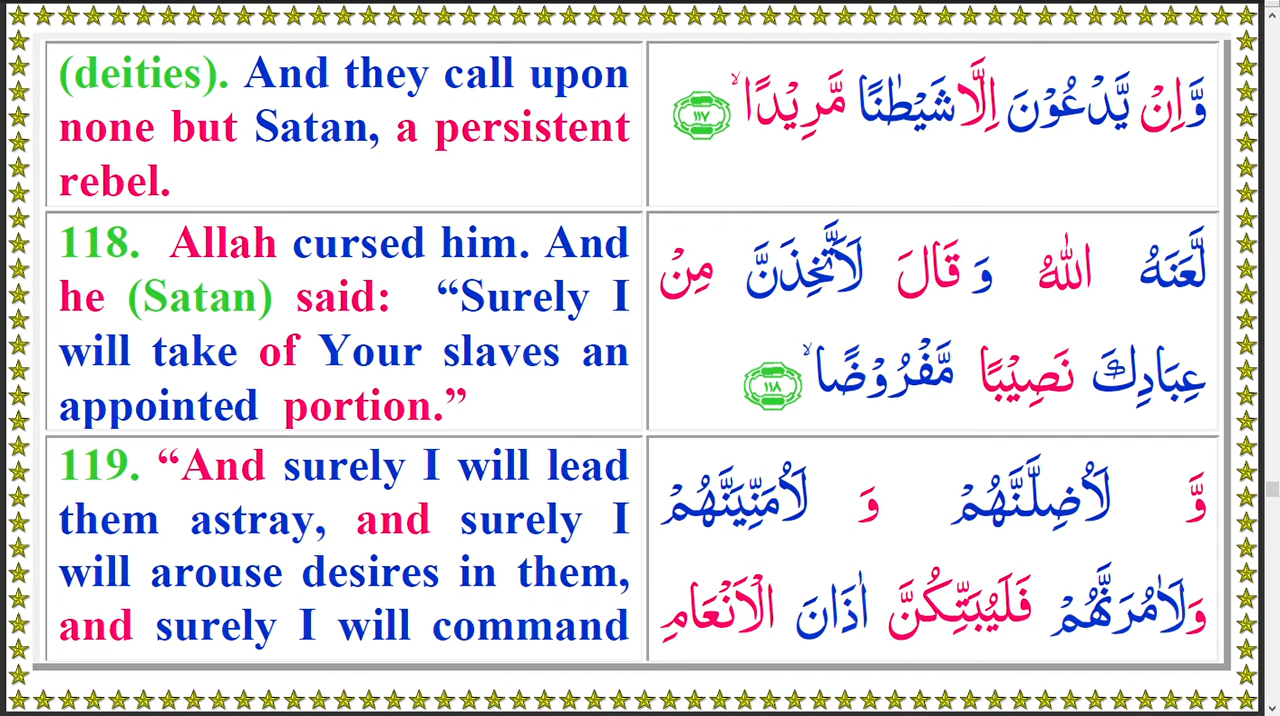 (deities). And they call upon
none but Satan, a persistent
rebel.
وَّاِنْ يَّدْعُوْنَ اِلَّا شَيْطٰنًا مَّرِيْدًا ۙ ﴿١١٧﴾
118. Allah cursed him. And
he (Satan) said: “Surely I
will take of Your slaves an
appointed portion.”
لَّعَنَهُ اللّٰهُ وَ قَالَ لَاَتَّخِذَنَّ مِنْ
عِبَادِكَ نَصِيْبًا مَّفْرُوْضًا ۙ ﴿١١٨﴾
119. “And surely I will lead
them astray, and surely I
will arouse desires in them,
and surely I will command
وَّ لَاُضِلَّنَّهُمْ وَ لَاُمَنِّيَنَّهُمْ
وَلَاٰمُرَنَّهُمْ فَلَيُبَتِّكُنَّ اٰذَانَ الْاَنْعَامِ